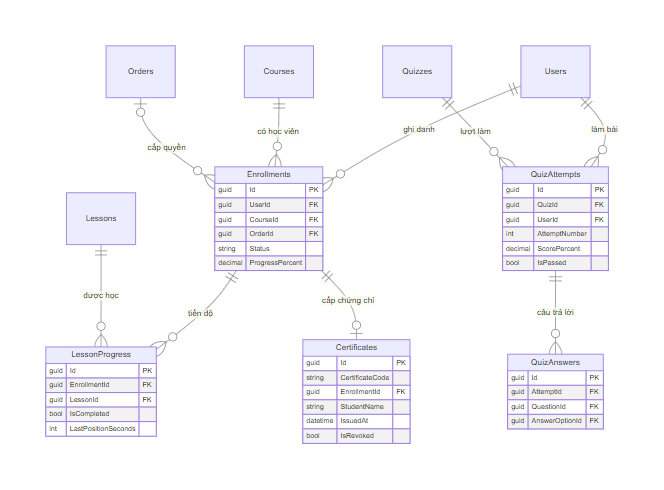 Orders
Courses
Quizzes
Users
cấp quyền
có học viên
ghi danh
lượt làm
làm bài
Enrollments
guid Id PK
guid UserId FK
guid CourseId FK
guid OrderId FK
string Status
decimal ProgressPercent
QuizAttempts
guid Id PK
guid QuizId FK
guid UserId FK
int AttemptNumber
decimal ScorePercent
bool IsPassed
Lessons
được học
tiến độ
cấp chứng chỉ
câu trả lời
LessonProgress
guid Id PK
guid EnrollmentId FK
guid LessonId FK
bool IsCompleted
int LastPositionSeconds
Certificates
guid Id PK
string CertificateCode
guid EnrollmentId FK
string StudentName
datetime IssuedAt
bool IsRevoked
QuizAnswers
guid Id PK
guid AttemptId FK
guid QuestionId FK
guid AnswerOptionId FK